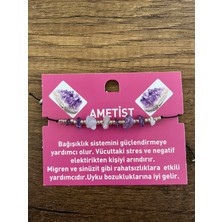 AMETİST
Bağışıklık sistemini güçlendirmeye
yardımcı olur. Vücuttaki stres ve negatif
elektirikten kişiyi arındırır.
Migren ve sinüzit gibi rahatsızlıklara etkili
yardımcıdır.Uyku bozukluklarına iyi gelir.